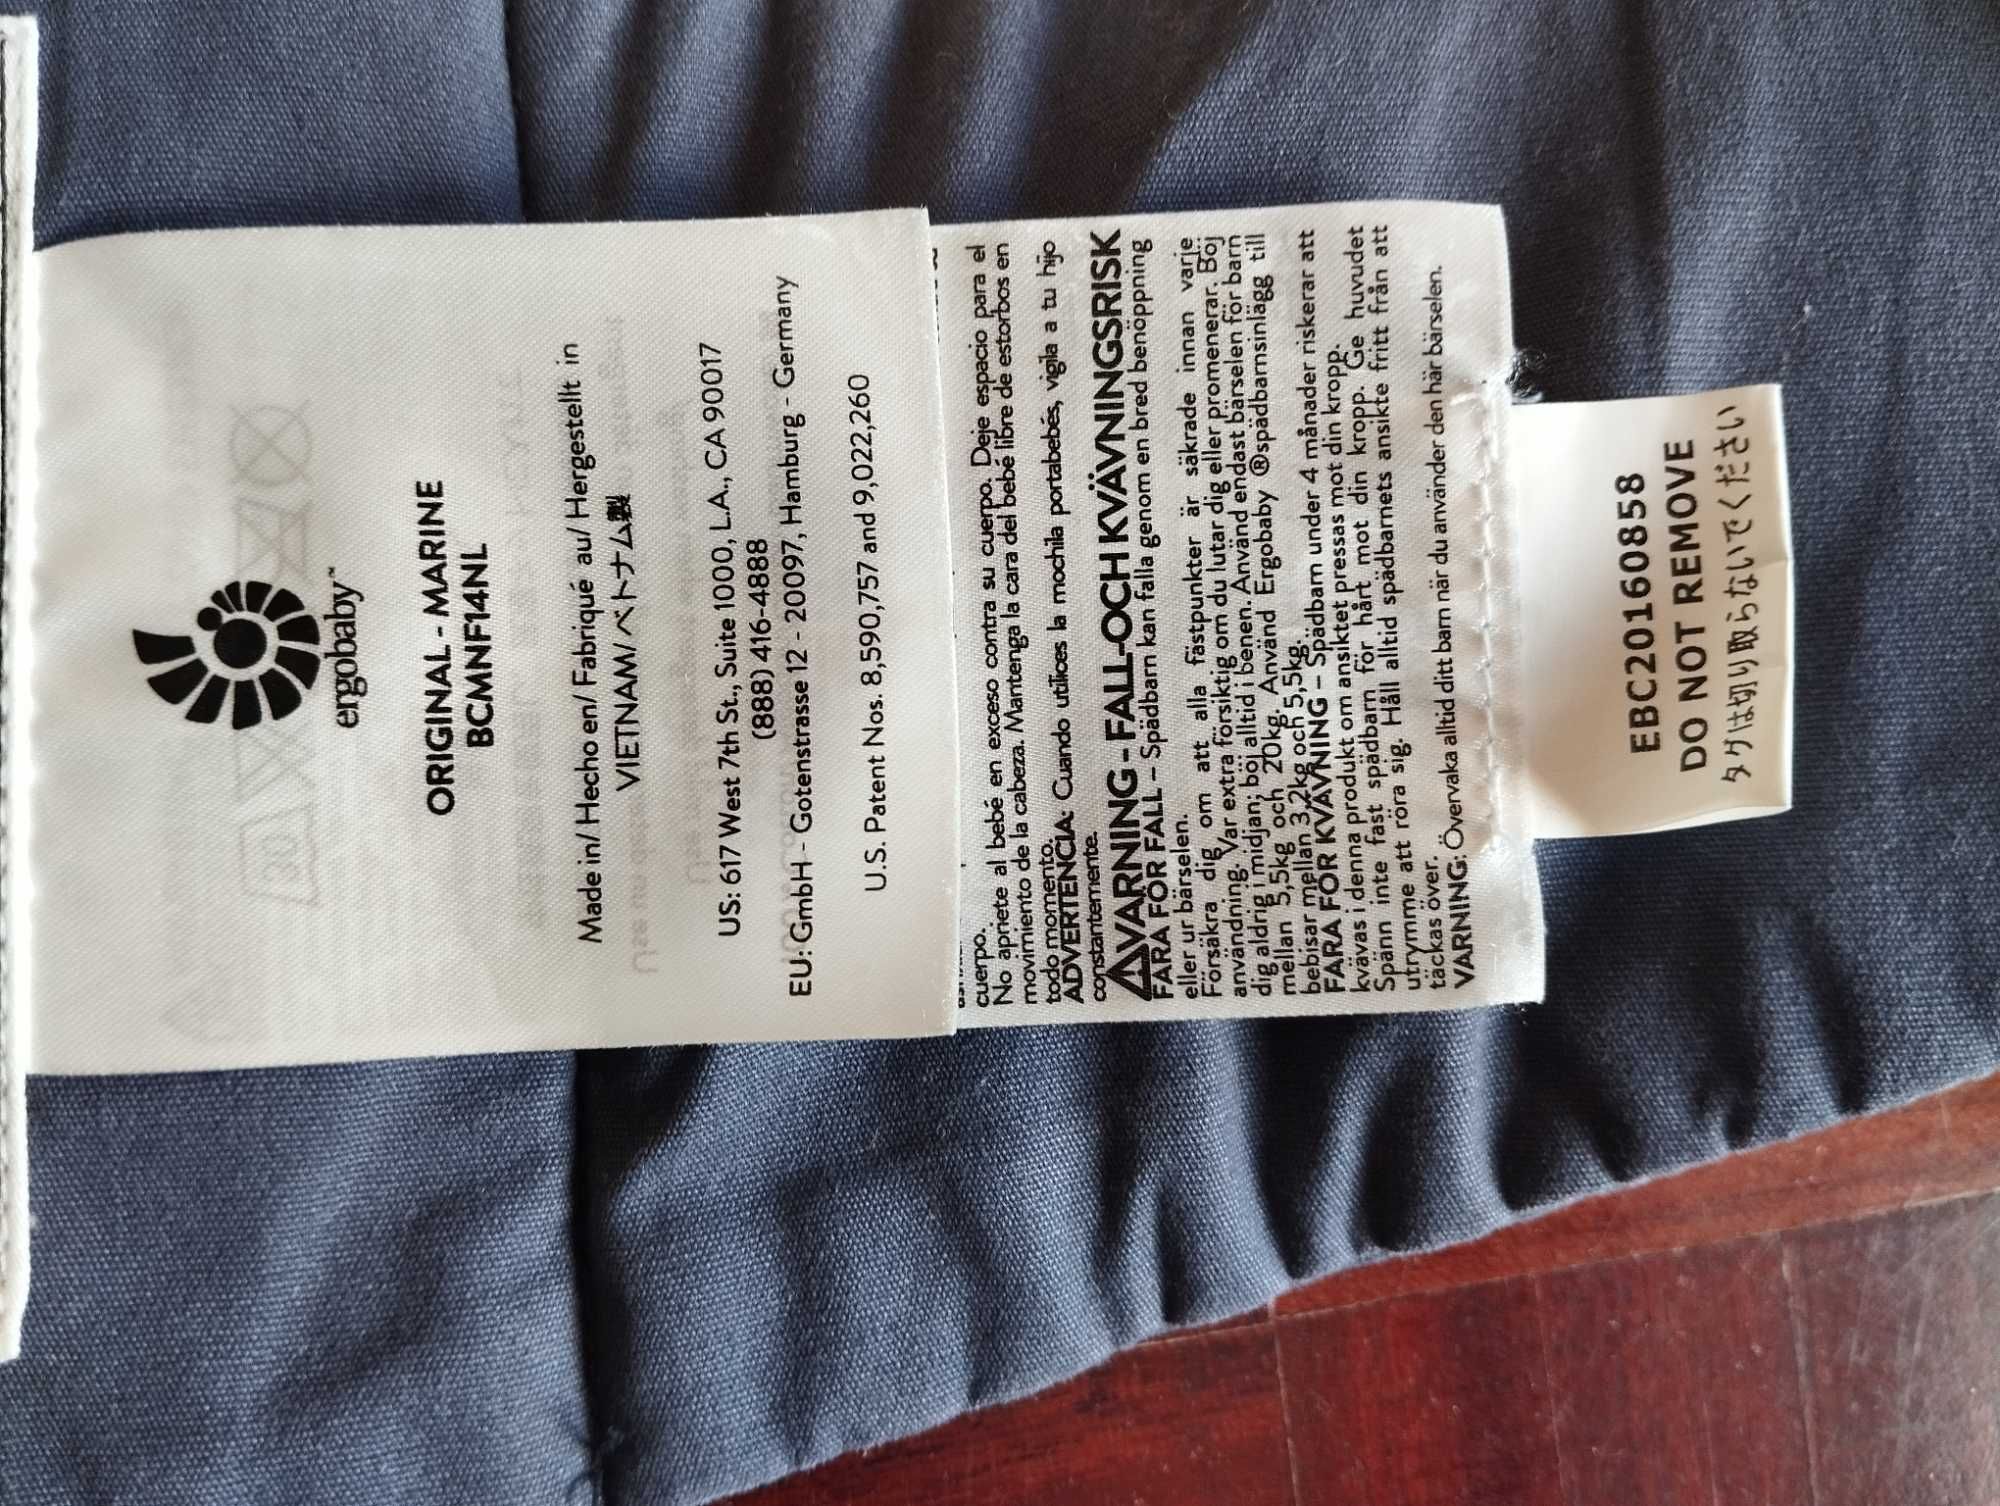 ergobaby™
ORIGINAL - MARINE
BCMNF14NL
Made in/ Hecho en/ Fabriqué au/ Hergestellt in
VIETNAM/ベトナム製
US: 617 West 7th St., Suite 1000, L.A., CA 90017
(888) 416-4888
EU: GmbH - Gotenstrasse 12 - 20097, Hamburg - Germany
U.S. Patent Nos. 8,590,757 and 9,022,260
cuerpo.
No apriete al bebé en exceso contra su cuerpo. Deje espacio para el
movimiento de la cabeza. Mantenga la cara del bebé libre de estorbos en
todo momento.
ADVERTENCIA: Cuando utilices la mochila portabebés, vigila a tu hijo
constantemente.
⚠VARNING - FALL-OCH KVÄVNINGSRISK
FARA FÖR FALL – Spädbarn kan falla genom en bred benöppning
eller ur bärselen.
Försäkra dig om att alla fästpunkter är säkrade innan varje
användning. Var extra försiktig om du lutar dig eller promenerar. Böj
dig aldrig i midjan; böj alltid i benen. Använd endast bärselen för barn
mellan 5,5kg och 20kg. Använd Ergobaby ®spädbarnsinlägg till
bebisar mellan 3,2kg och 5,5kg.
FARA FÖR KVÄVNING – Spädbarn under 4 månader riskerar att
kvävas i denna produkt om ansiktet pressas mot din kropp.
Spänn inte fast spädbarn för hårt mot din kropp. Ge huvudet
utrymme att röra sig. Håll alltid spädbarnets ansikte fritt från att
täckas över.
VARNING: Övervaka alltid ditt barn när du använder den här bärselen.
EBC20160858
DO NOT REMOVE
タグは切り取らないでください